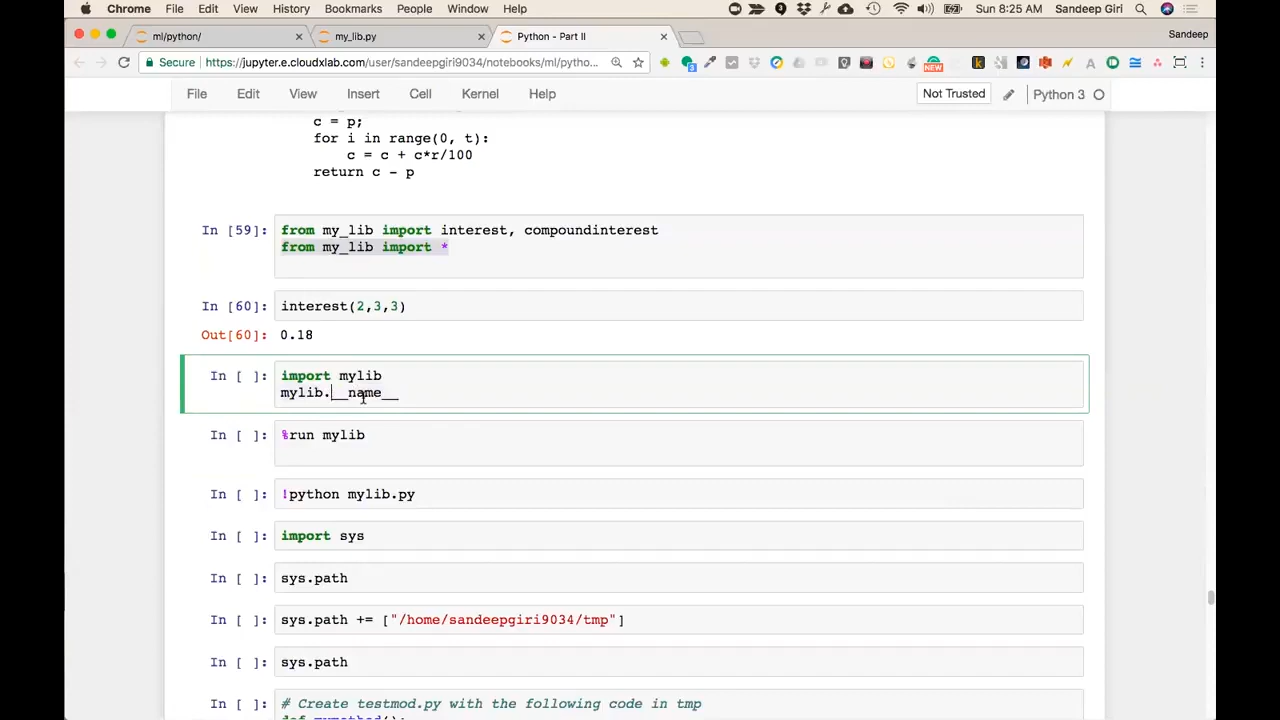 Chrome File Edit View History Bookmarks People Window Help Sun 8:25 AM Sandeep Giri
ml/python/ my_lib.py Python - Part II Sandeep
Secure https://jupyter.e.cloudxlab.com/user/sandeepgiri9034/notebooks/ml/pytho...
NEW
File Edit View Insert Cell Kernel Help Not Trusted Python 3
c = p;
for i in range(0, t):
c = c + c*r/100
return c - p
In [59]: from my_lib import interest, compoundinterest
from my_lib import *
In [60]: interest(2,3,3)
Out[60]: 0.18
In [ ]: import mylib
mylib.__name__
In [ ]: %run mylib
In [ ]: !python mylib.py
In [ ]: import sys
In [ ]: sys.path
In [ ]: sys.path += ["/home/sandeepgiri9034/tmp"]
In [ ]: sys.path
In [ ]: # Create testmod.py with the following code in tmp
def mymethod():